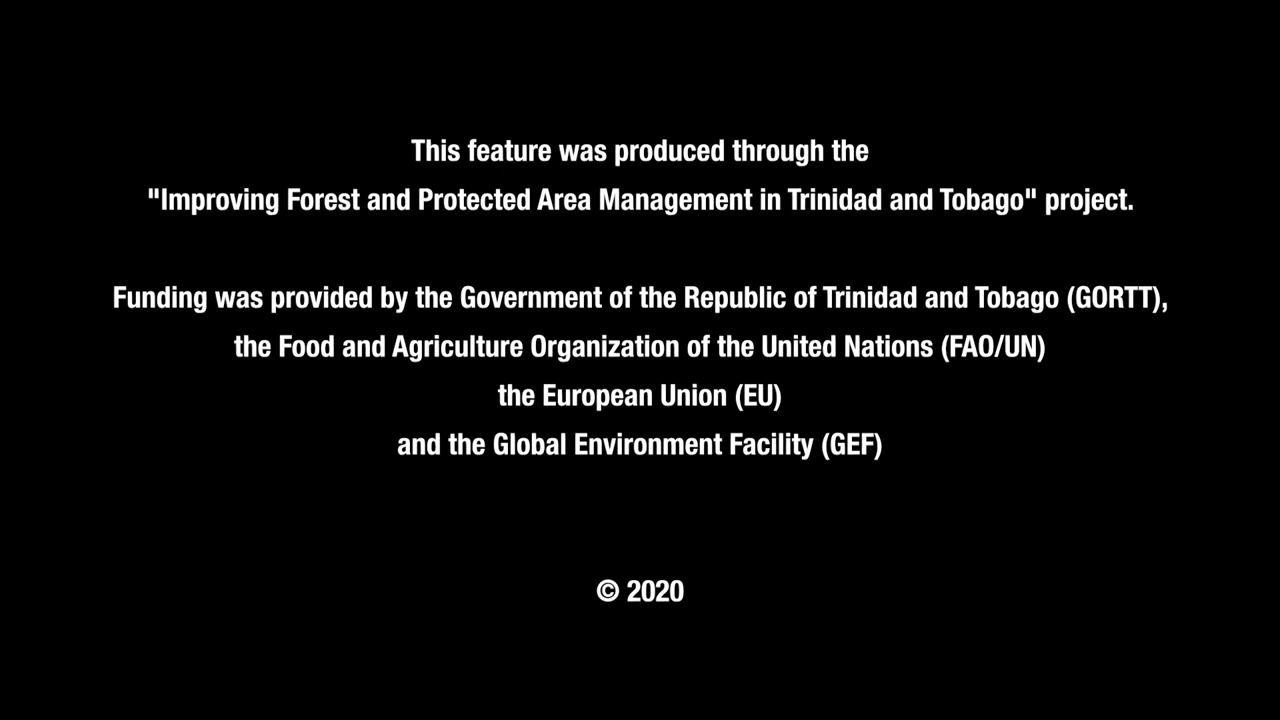 This feature was produced through the
"Improving Forest and Protected Area Management in Trinidad and Tobago" project.
Funding was provided by the Government of the Republic of Trinidad and Tobago (GORTT),
the Food and Agriculture Organization of the United Nations (FAO/UN)
the European Union (EU)
and the Global Environment Facility (GEF)
© 2020